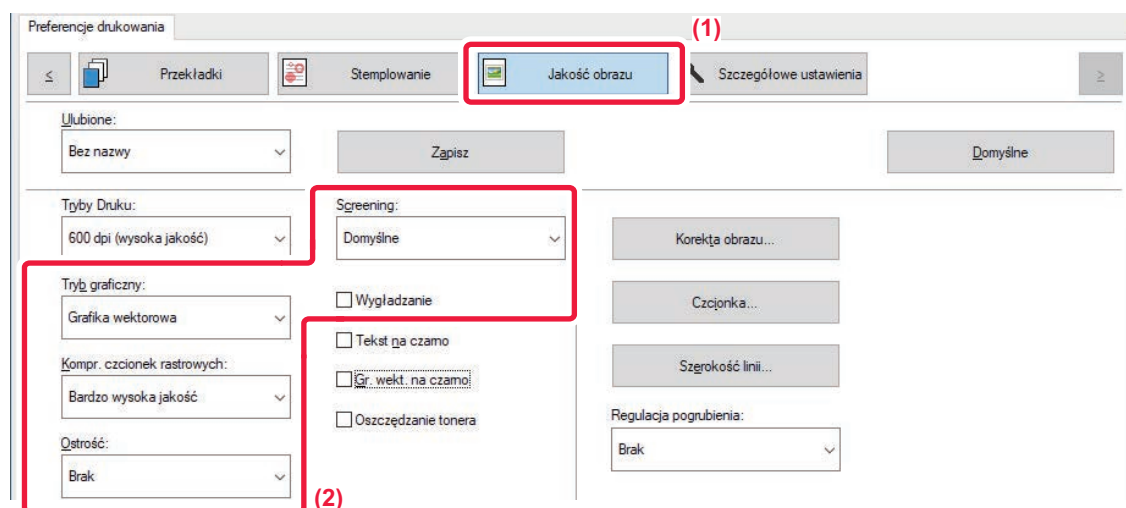 Preferencje drukowania
(1)
≤ Przekładki Stemplowanie Jakość obrazu Szczegółowe ustawienia ≥
Ulubione:
Bez nazwy Zapisz Domyślne
Tryby Druku: Screening:
600 dpi (wysoka jakość) Domyślne Korekta obrazu...
Tryb graficzny:
Grafika wektorowa Wygładzanie Czcionka...
Tekst na czarno
Kompr. czcionek rastrowych:
Bardzo wysoka jakość Gr. wekt. na czarno Szerokość linii...
Oszczędzanie tonera Regulacja pogrubienia:
Ostrość:
Brak Brak
(2)